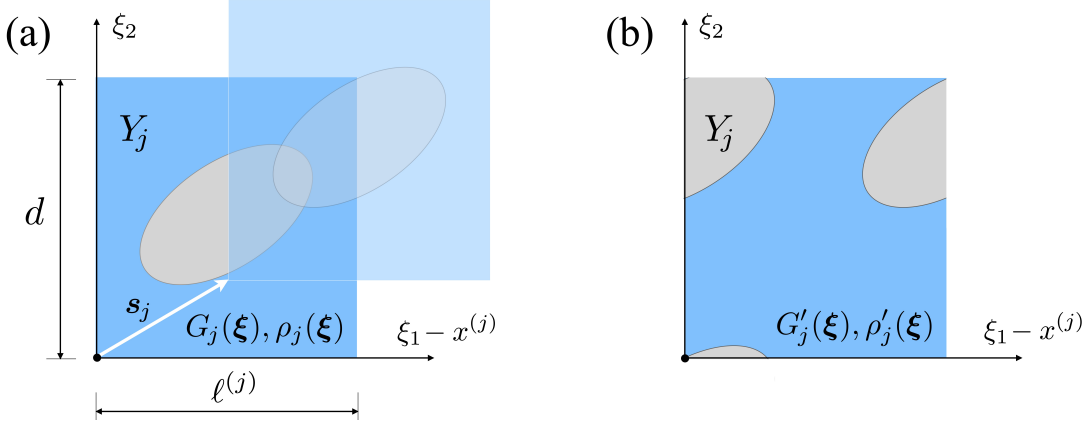 (a)
ξ₂
Yⱼ
d
sⱼ
Gⱼ(ξ), ρⱼ(ξ)
ξ₁ − x⁽ʲ⁾
ℓ⁽ʲ⁾
(b)
ξ₂
Yⱼ
G′ⱼ(ξ), ρ′ⱼ(ξ)
ξ₁ − x⁽ʲ⁾